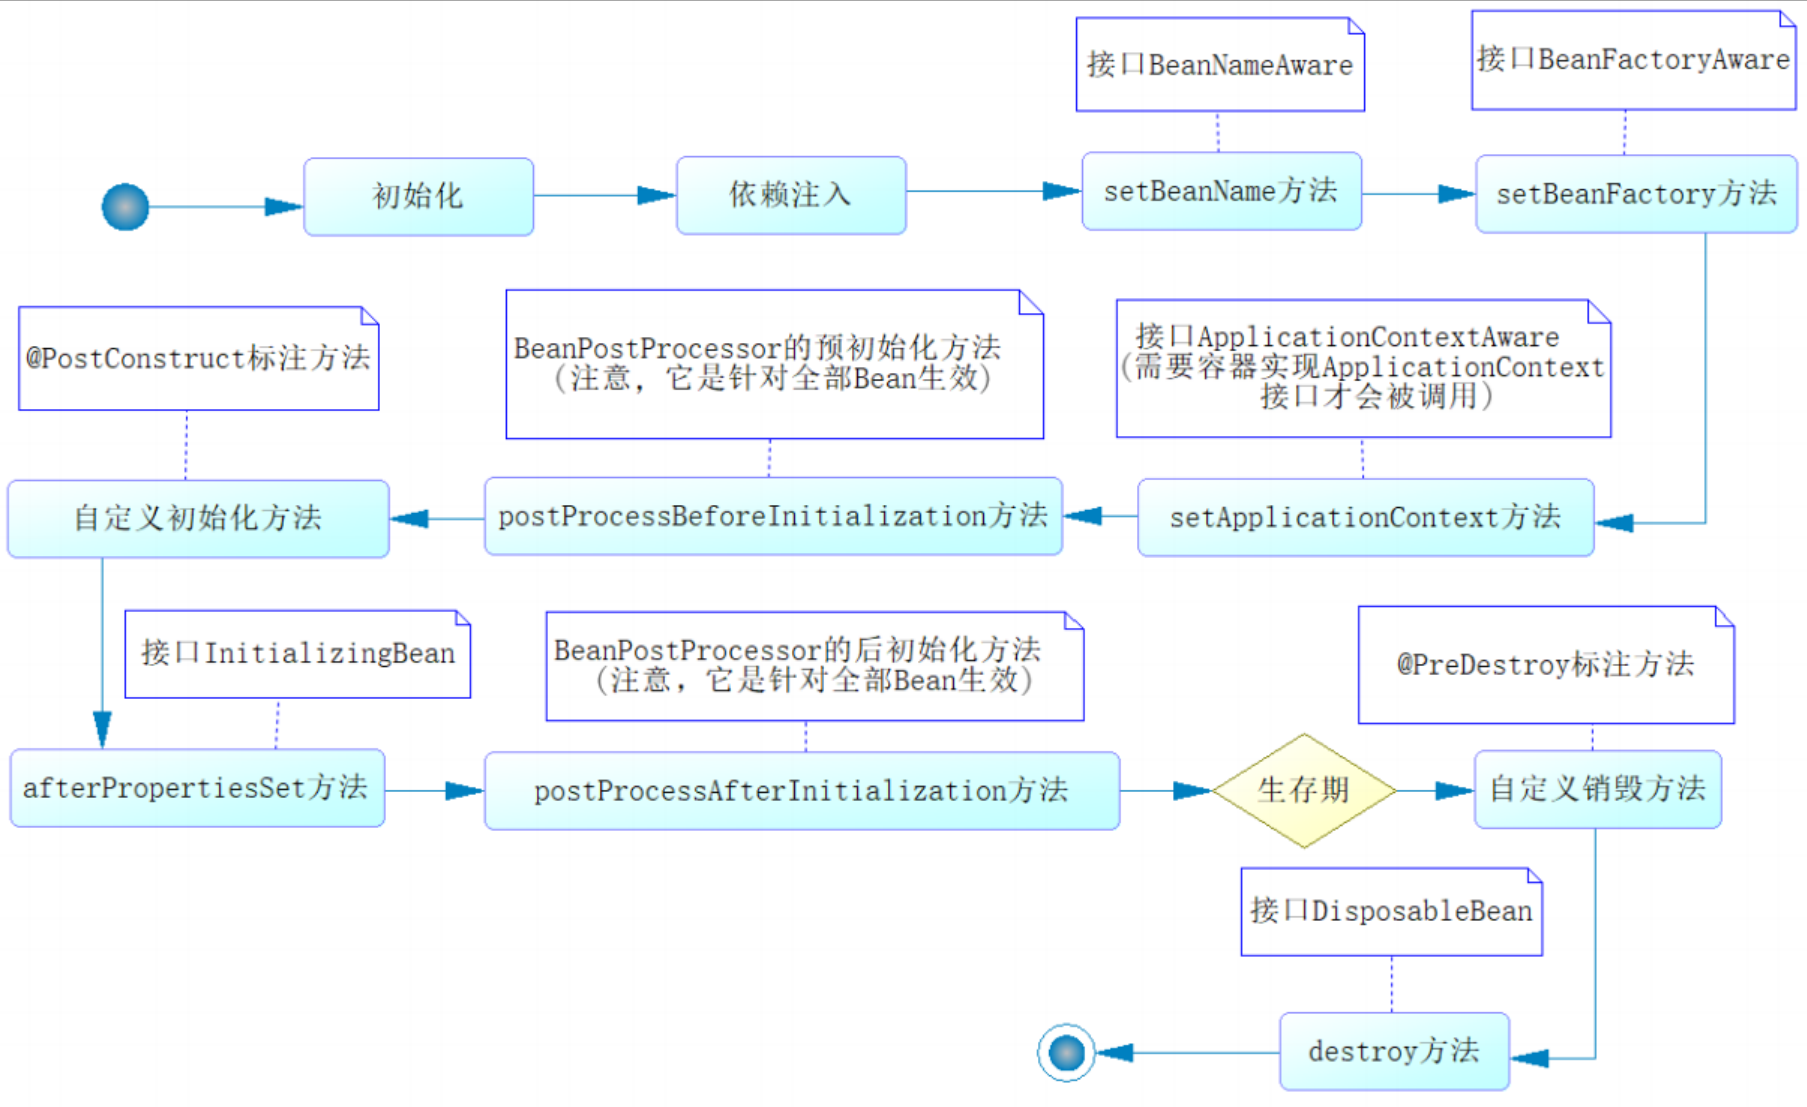 接口BeanNameAware
接口BeanFactoryAware
初始化
依赖注入
setBeanName方法
setBeanFactory方法
@PostConstruct标注方法
BeanPostProcessor的预初始化方法
(注意，它是针对全部Bean生效)
接口ApplicationContextAware
(需要容器实现ApplicationContext
接口才会被调用)
自定义初始化方法
postProcessBeforeInitialization方法
setApplicationContext方法
接口InitializingBean
BeanPostProcessor的后初始化方法
(注意，它是针对全部Bean生效)
@PreDestroy标注方法
afterPropertiesSet方法
postProcessAfterInitialization方法
生存期
自定义销毁方法
接口DisposableBean
destroy方法